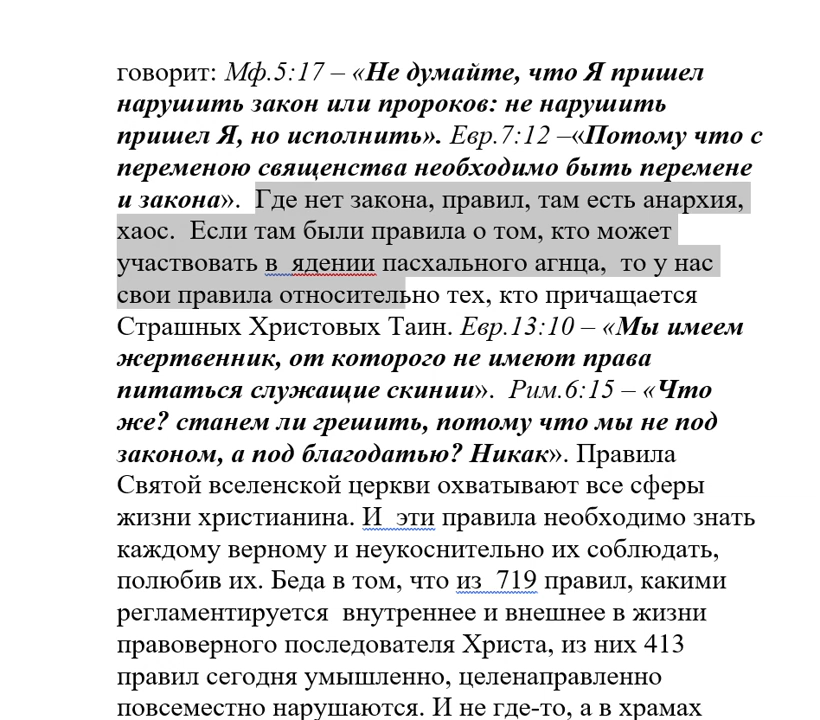 говорит: Мф.5:17 – «Не думайте, что Я пришел
нарушить закон или пророков: не нарушить
пришел Я, но исполнить». Евр.7:12 –«Потому что с
переменою священства необходимо быть перемене
и закона».  Где нет закона, правил, там есть анархия,
хаос.  Если там были правила о том, кто может
участвовать в  ядении пасхального агнца,  то у нас
свои правила относительно тех, кто причащается
Страшных Христовых Таин. Евр.13:10 – «Мы имеем
жертвенник, от которого не имеют права
питаться служащие скинии».  Рим.6:15 – «Что
же? станем ли грешить, потому что мы не под
законом, а под благодатью? Никак». Правила
Святой вселенской церкви охватывают все сферы
жизни христианина. И  эти правила необходимо знать
каждому верному и неукоснительно их соблюдать,
полюбив их. Беда в том, что из  719 правил, какими
регламентируется  внутреннее и внешнее в жизни
правоверного последователя Христа, из них 413
правил сегодня умышленно, целенаправленно
повсеместно нарушаются. И не где-то, а в храмах